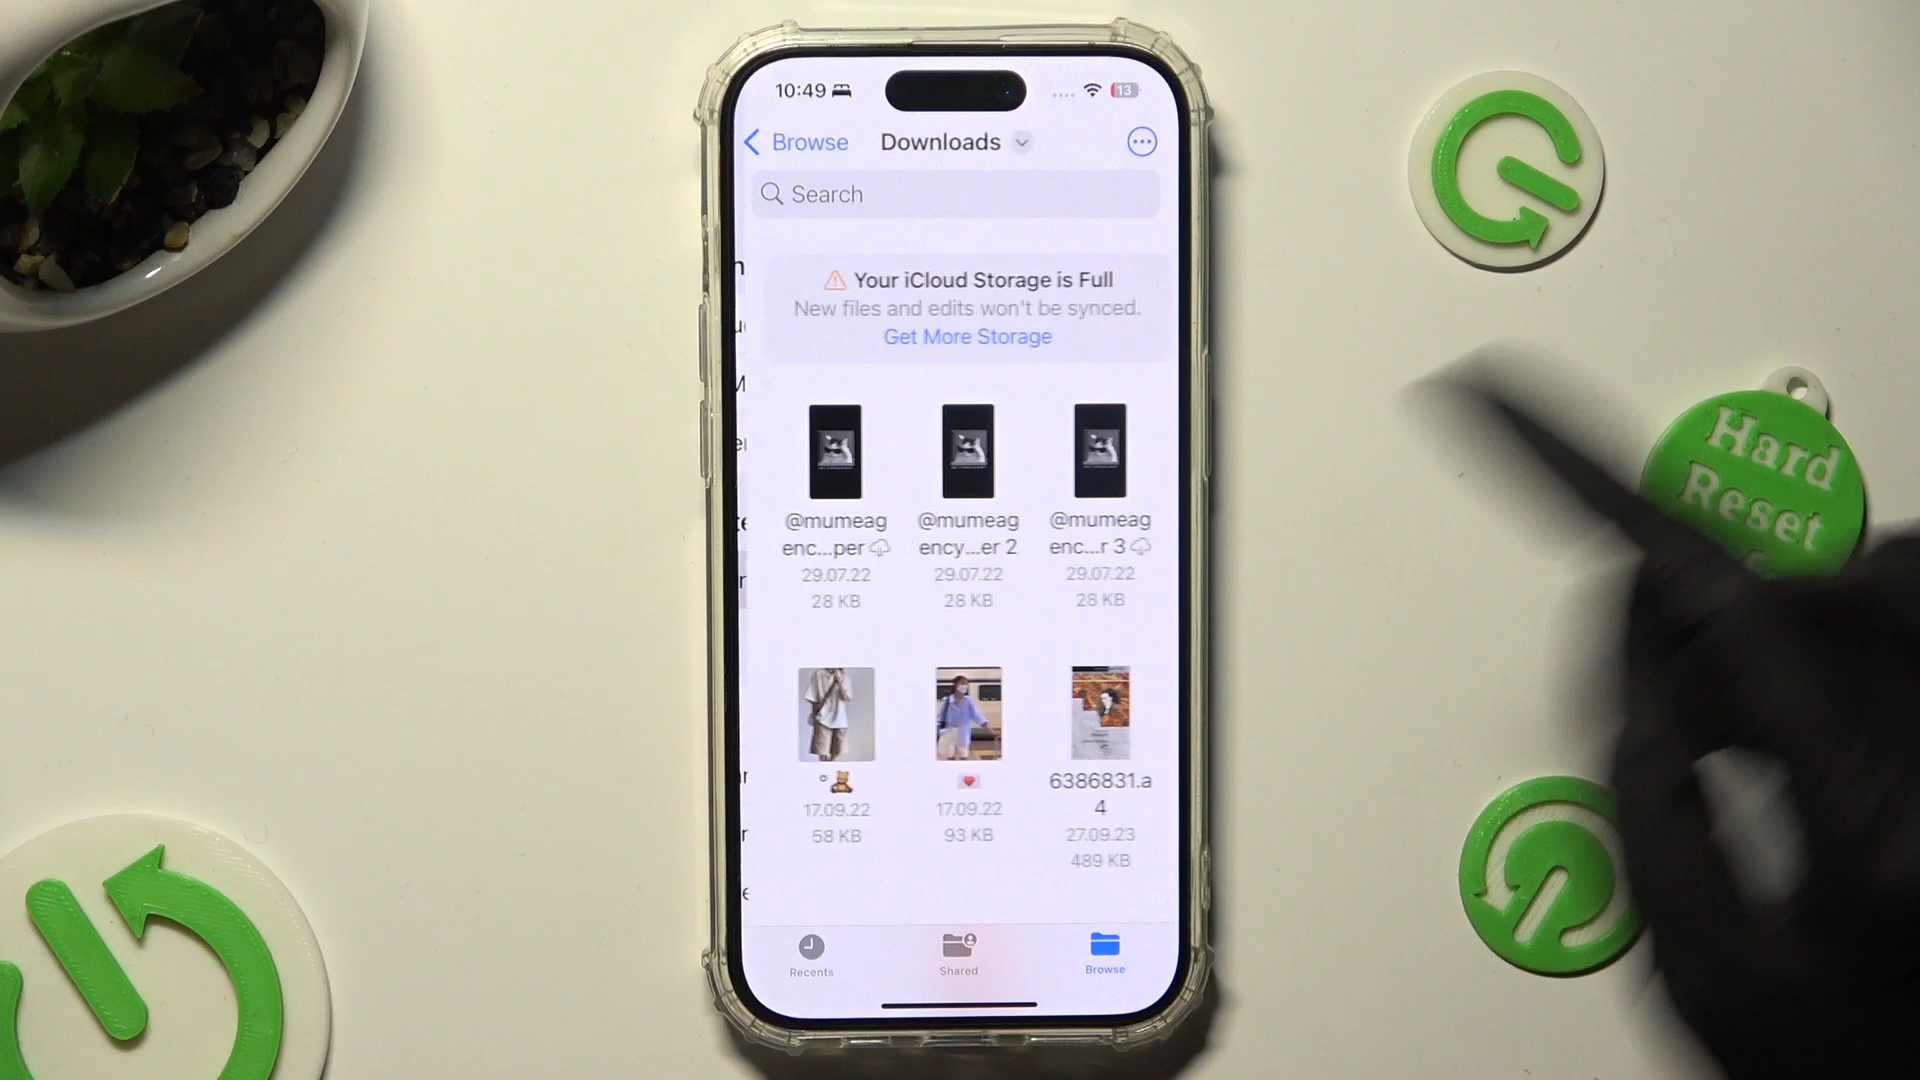 10:49
13
Browse
Downloads
Search
Your iCloud Storage is Full
New files and edits won't be synced.
Get More Storage
@mumeag
enc...per
29.07.22
28 KB
@mumeag
ency...er 2
29.07.22
28 KB
@mumeag
enc...r 3
29.07.22
28 KB
17.09.22
58 KB
17.09.22
93 KB
6386831.a
4
27.09.23
489 KB
Recents
Shared
Browse
Hard
Reset